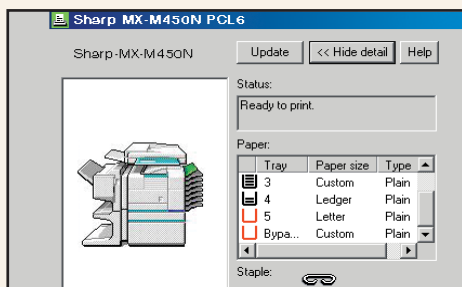 Sharp MX-M450N PCL6
Sharp-MX-M450N
Update << Hide detail Help
Status:
Ready to print.
Paper:
Tray Paper size Type
3 Custom Plain
4 Ledger Plain
5 Letter Plain
Bypa... Custom Plain
Staple: